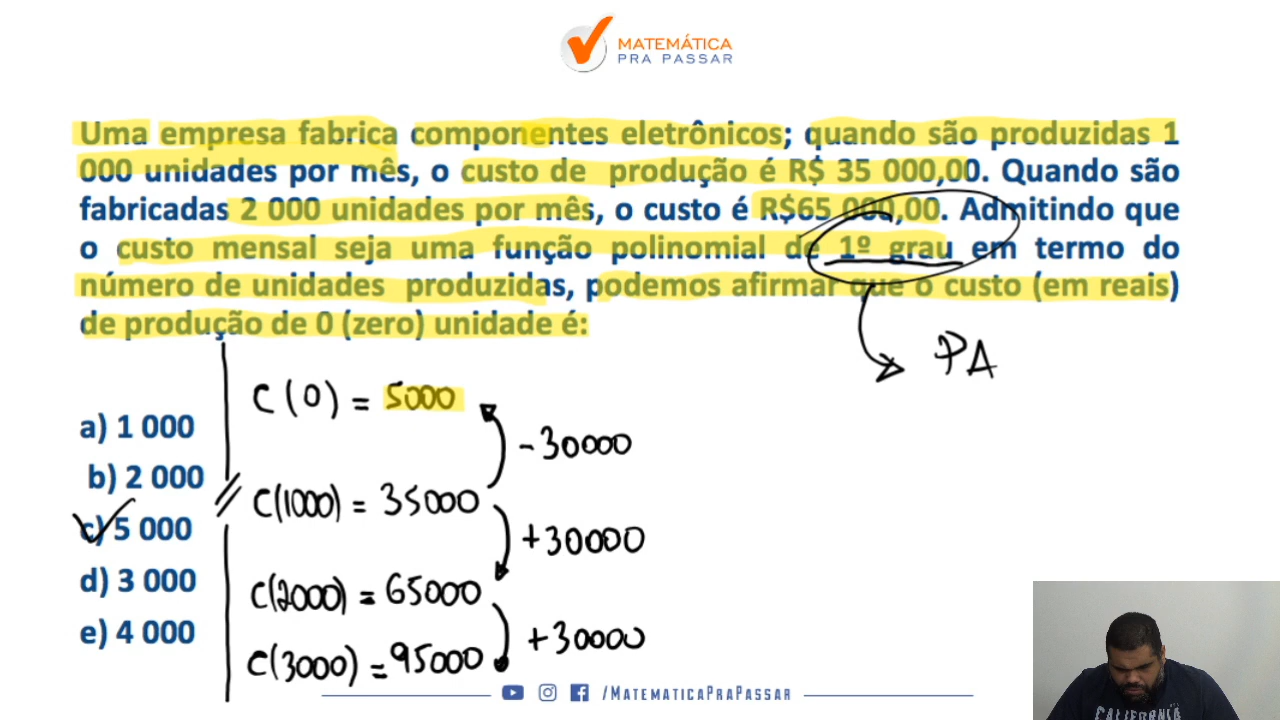 MATEMÁTICA
PRA PASSAR
Uma empresa fabrica componentes eletrônicos; quando são produzidas 1
000 unidades por mês, o custo de produção é R$ 35 000,00. Quando são
fabricadas 2 000 unidades por mês, o custo é R$65 000,00. Admitindo que
o custo mensal seja uma função polinomial de 1º grau em termo do
número de unidades produzidas, podemos afirmar que o custo (em reais)
de produção de 0 (zero) unidade é:
PA
a) 1 000
b) 2 000
c) 5 000
d) 3 000
e) 4 000
C(0) = 5000
-30000
C(1000) = 35000
+30000
C(2000) = 65000
+30000
C(3000) = 95000
/MATEMATICAPRAPASSAR
CALIFORNIA